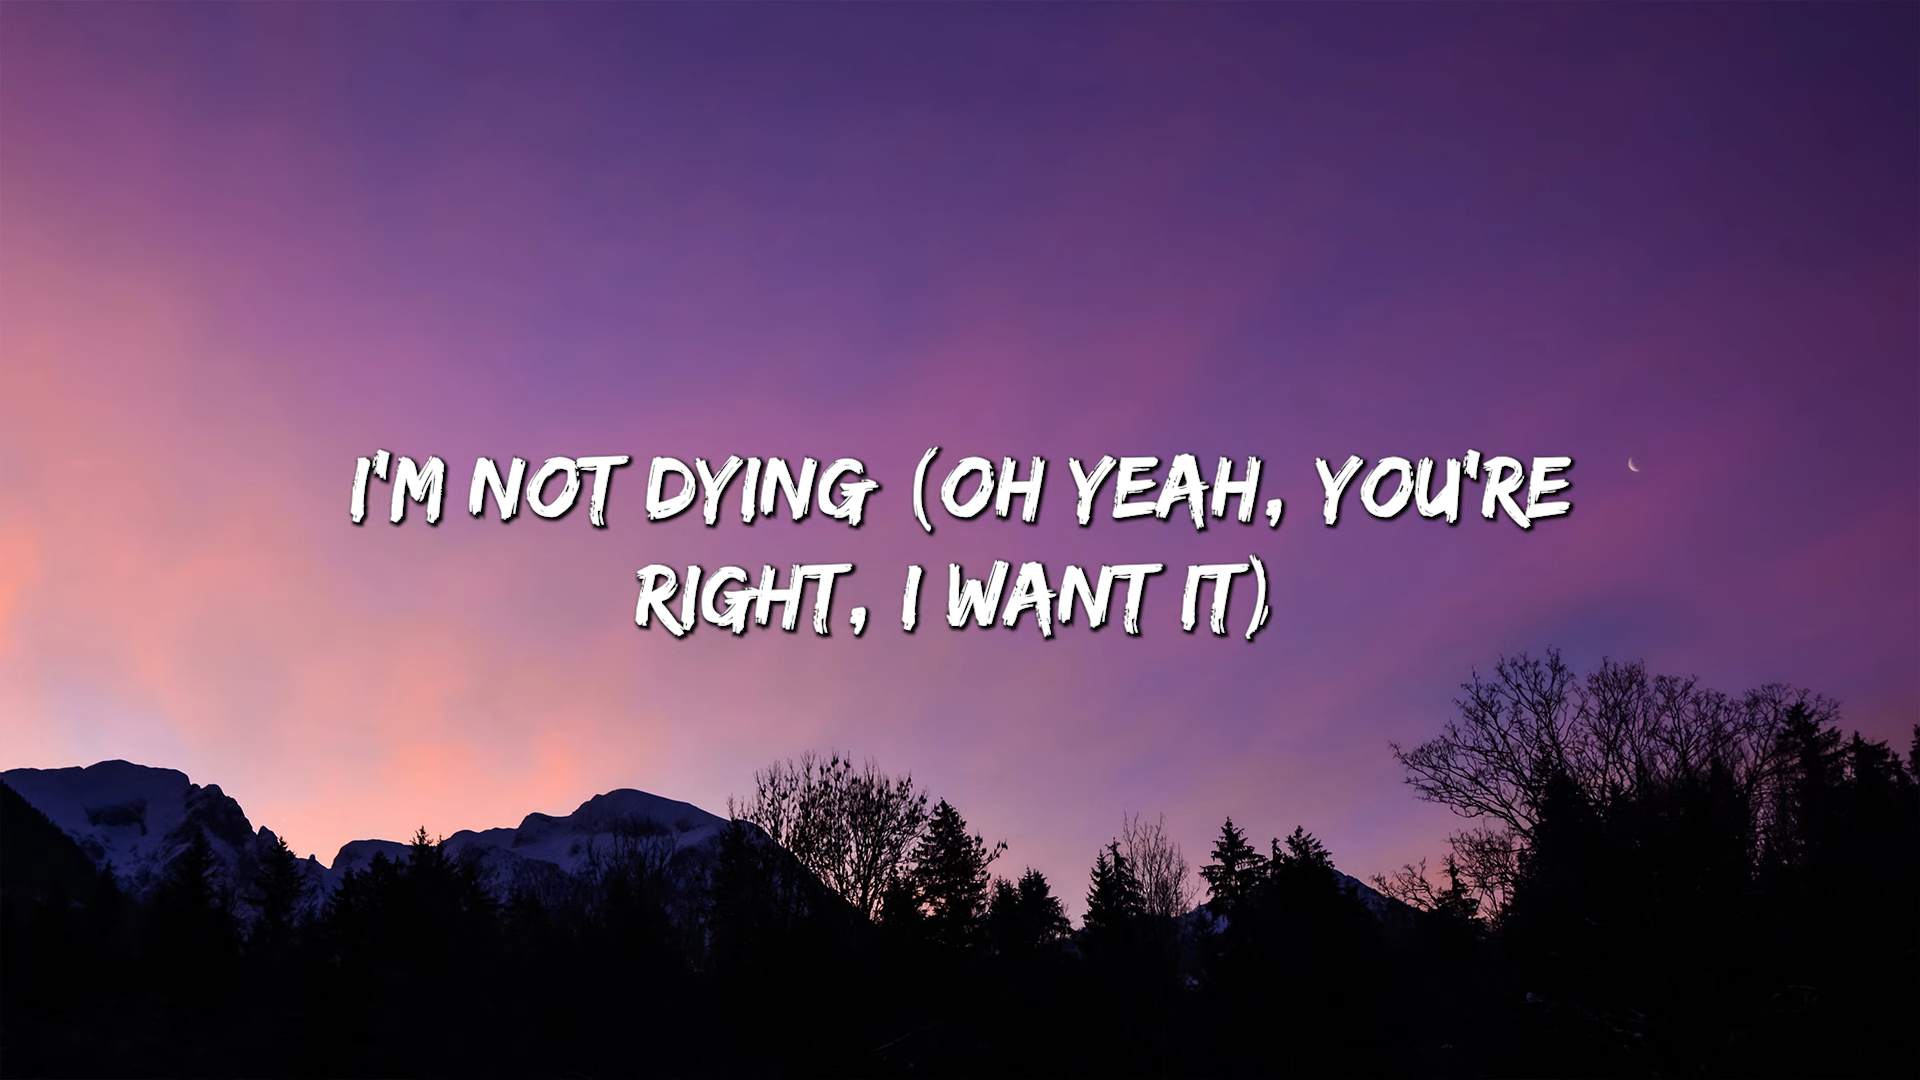 I'M NOT DYING (OH YEAH, YOU'RE
RIGHT, I WANT IT)